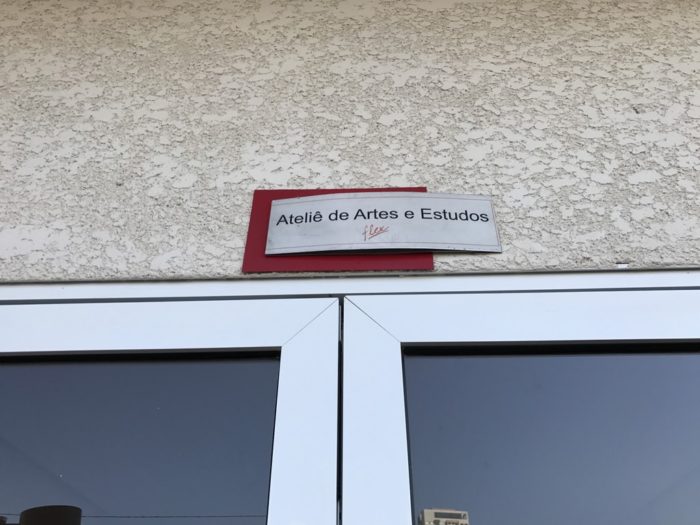 Ateliê de Artes e Estudos
flex